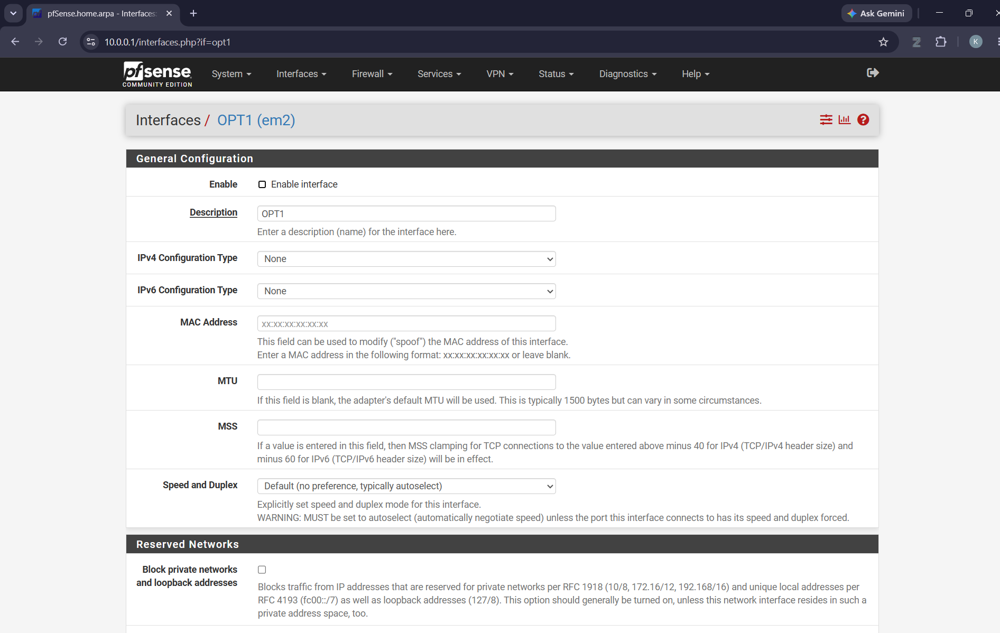 pfSense.home.arpa - Interfaces:
Ask Gemini
10.0.0.1/interfaces.php?if=opt1
K
pfsense
COMMUNITY EDITION
System
Interfaces
Firewall
Services
VPN
Status
Diagnostics
Help
Interfaces / OPT1 (em2)
General Configuration
Enable
Enable interface
Description
OPT1
Enter a description (name) for the interface here.
IPv4 Configuration Type
None
IPv6 Configuration Type
None
MAC Address
xx:xx:xx:xx:xx:xx
This field can be used to modify ("spoof") the MAC address of this interface.
Enter a MAC address in the following format: xx:xx:xx:xx:xx:xx or leave blank.
MTU
If this field is blank, the adapter's default MTU will be used. This is typically 1500 bytes but can vary in some circumstances.
MSS
If a value is entered in this field, then MSS clamping for TCP connections to the value entered above minus 40 for IPv4 (TCP/IPv4 header size) and
minus 60 for IPv6 (TCP/IPv6 header size) will be in effect.
Speed and Duplex
Default (no preference, typically autoselect)
Explicitly set speed and duplex mode for this interface.
WARNING: MUST be set to autoselect (automatically negotiate speed) unless the port this interface connects to has its speed and duplex forced.
Reserved Networks
Block private networks
and loopback addresses
Blocks traffic from IP addresses that are reserved for private networks per RFC 1918 (10/8, 172.16/12, 192.168/16) and unique local addresses per
RFC 4193 (fc00::/7) as well as loopback addresses (127/8). This option should generally be turned on, unless this network interface resides in such a
private address space, too.